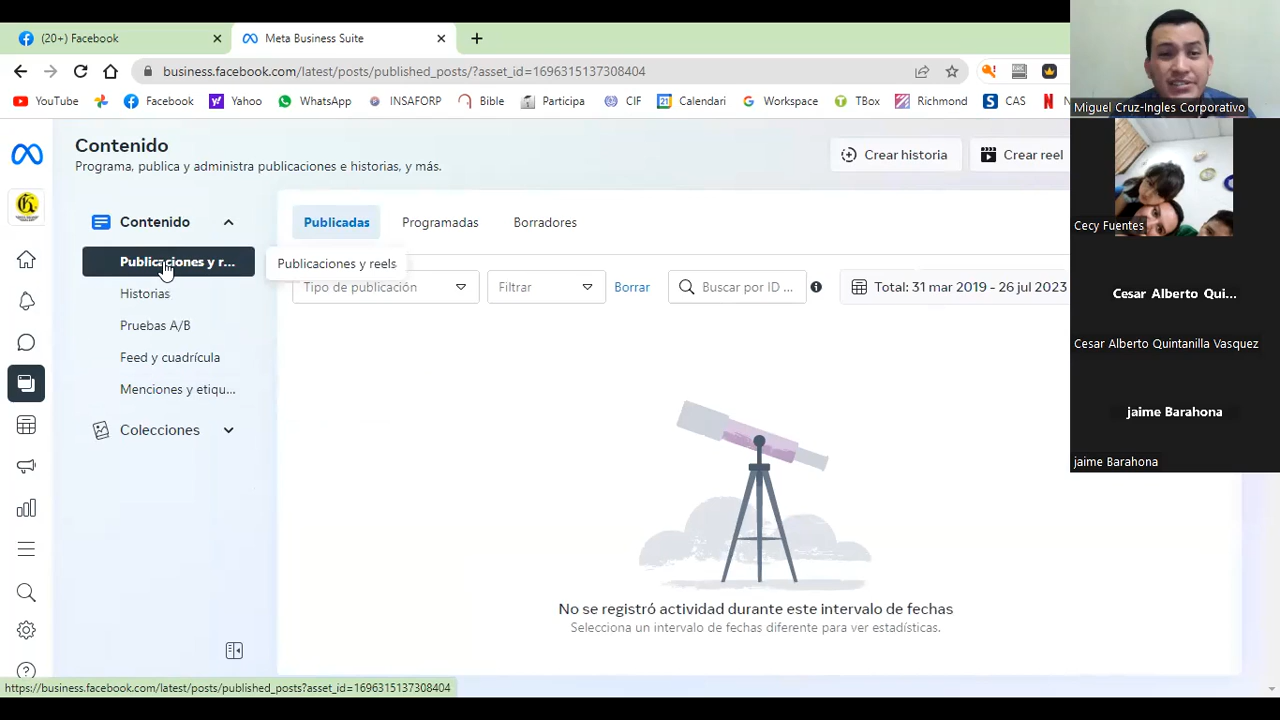 (20+) Facebook
Meta Business Suite
business.facebook.com/latest/posts/published_posts/?asset_id=1696315137308404
YouTube
Facebook
Yahoo
WhatsApp
INSAFORP
Bible
Participa
CIF
Calendari
Workspace
TBox
Richmond
CAS
Contenido
Programa, publica y administra publicaciones e historias, y más.
Crear historia
Crear reel
Contenido
Publicaciones y r...
Historias
Pruebas A/B
Feed y cuadrícula
Menciones y etiqu...
Colecciones
Publicadas
Programadas
Borradores
Publicaciones y reels
Tipo de publicación
Filtrar
Borrar
Buscar por ID ...
Total: 31 mar 2019 - 26 jul 2023
No se registró actividad durante este intervalo de fechas
Selecciona un intervalo de fechas diferente para ver estadísticas.
https://business.facebook.com/latest/posts/published_posts?asset_id=1696315137308404
Miguel Cruz-Ingles Corporativo
Cecy Fuentes
Cesar Alberto Qui...
Cesar Alberto Quintanilla Vasquez
jaime Barahona
jaime Barahona